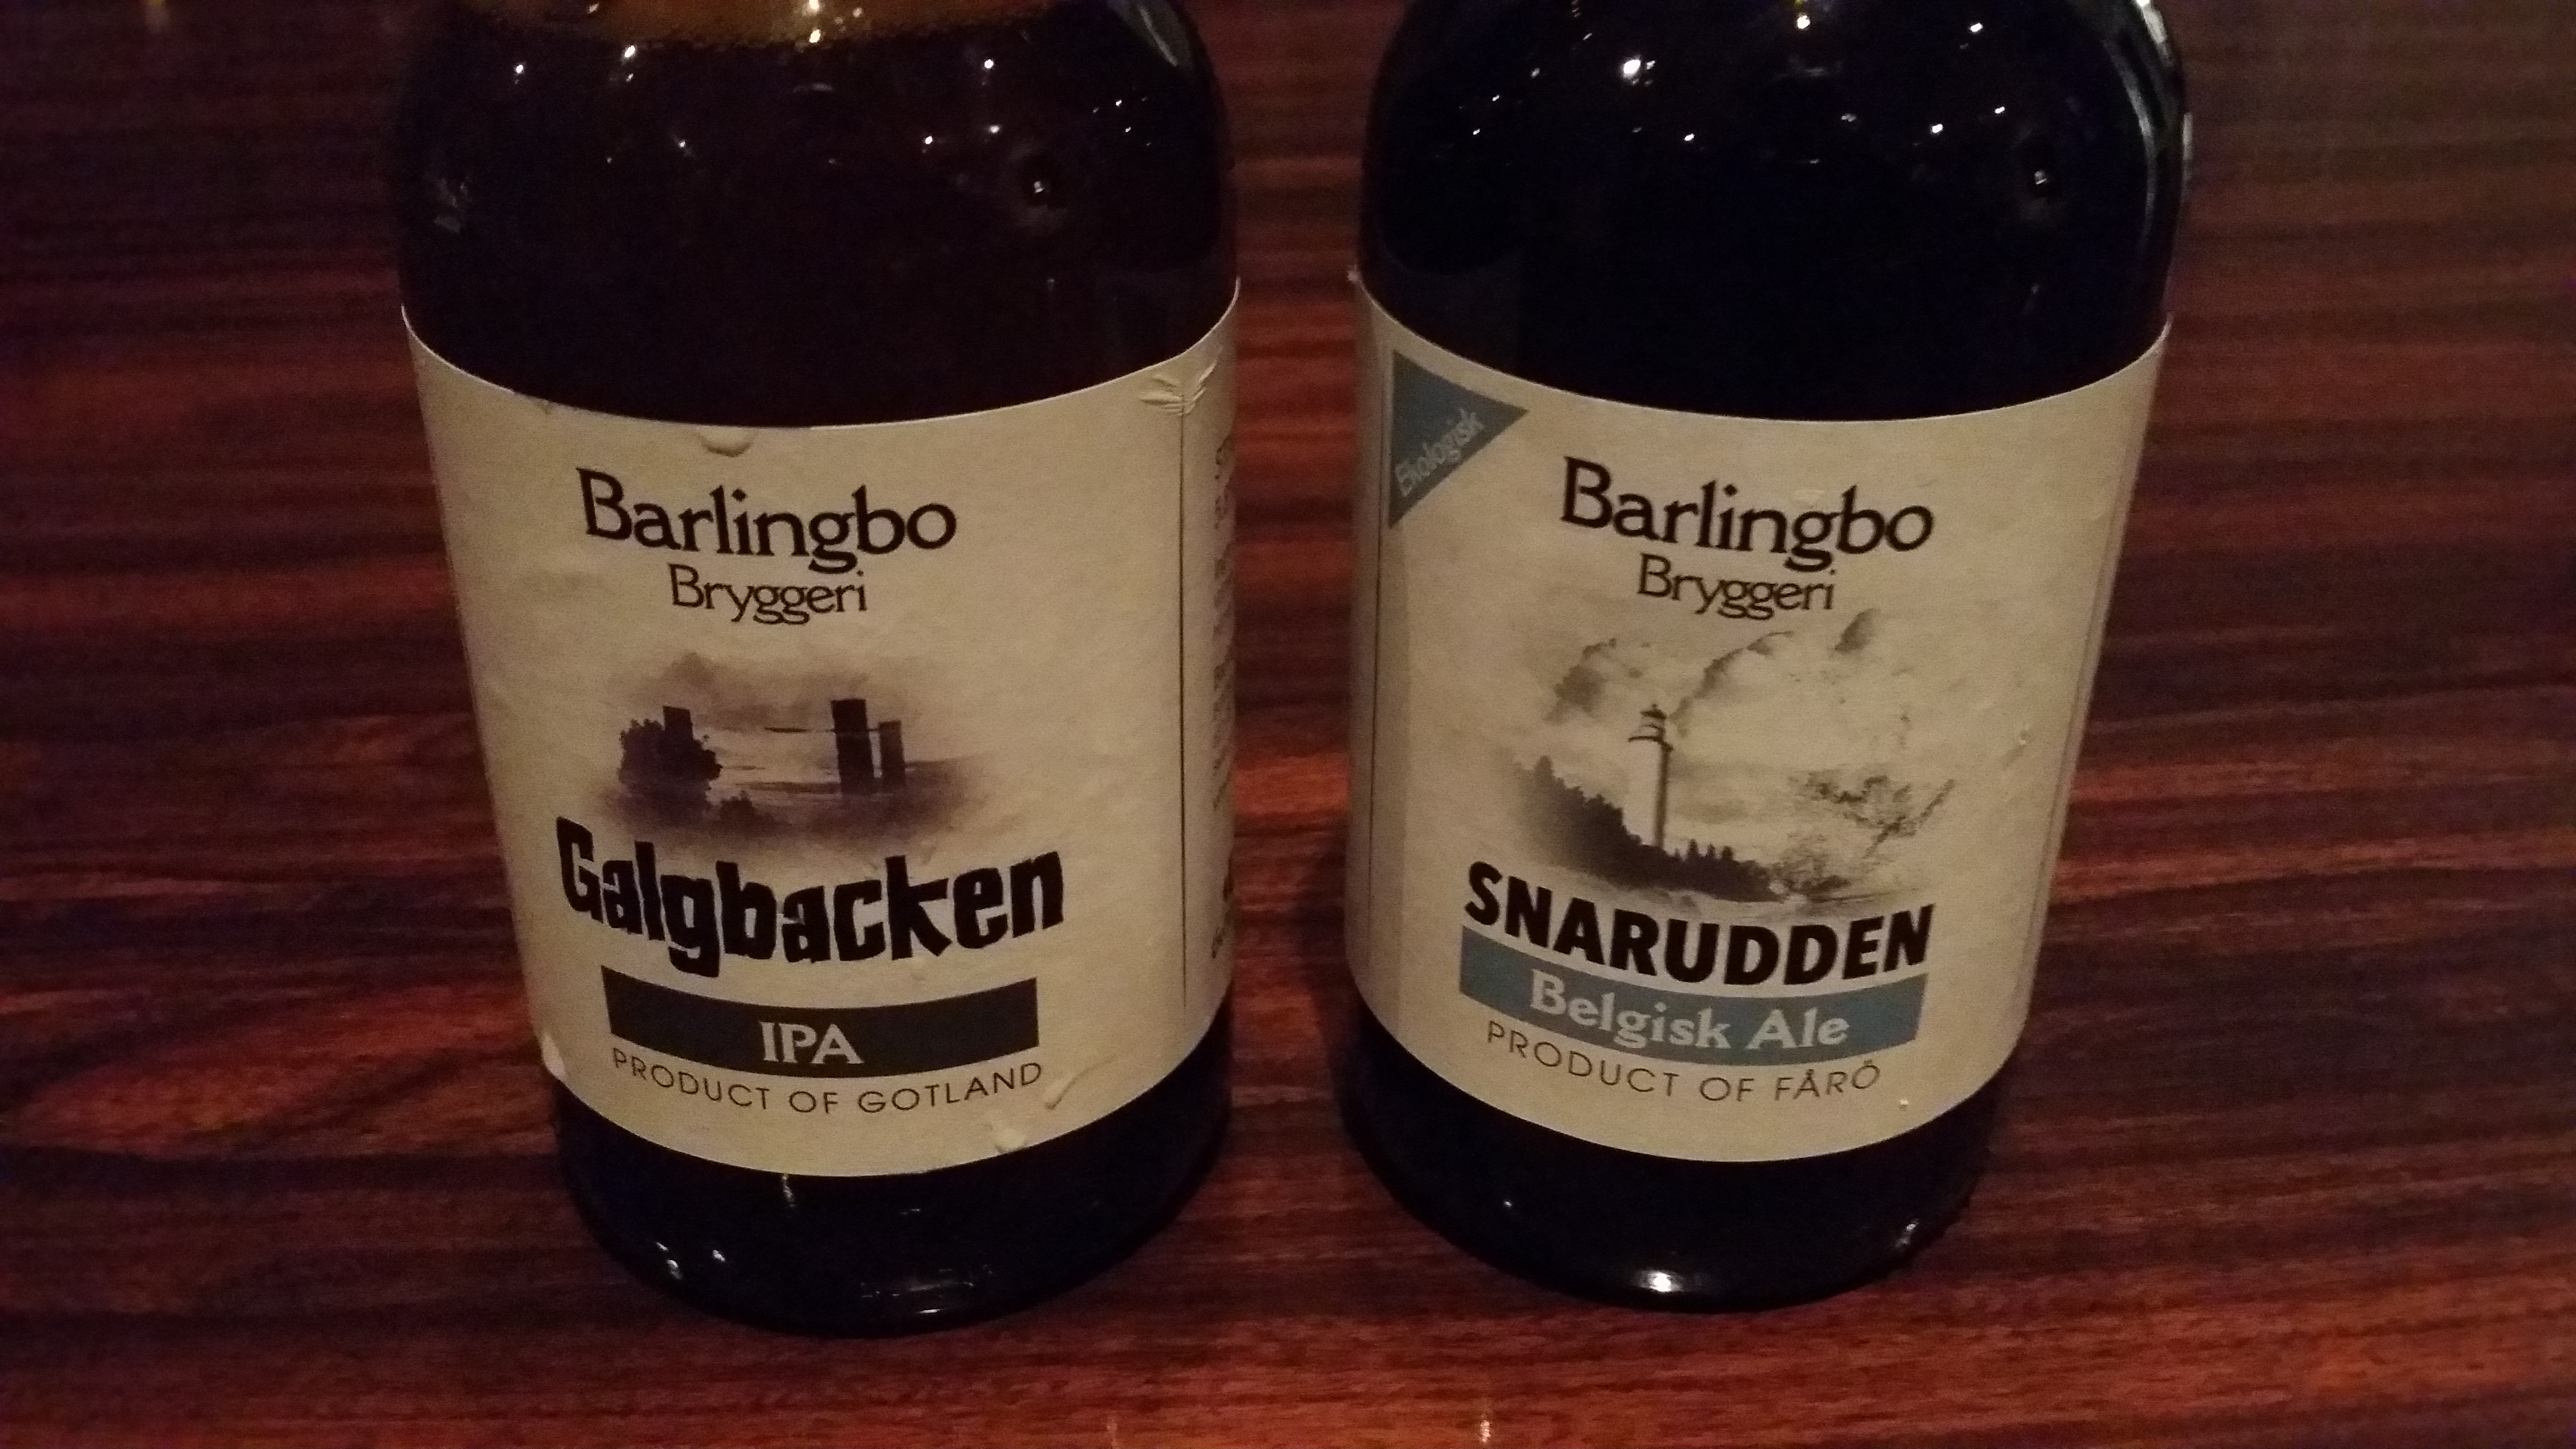 Barlingbo
Bryggeri
Galgbacken
IPA
PRODUCT OF GOTLAND
Ekologisk
Barlingbo
Bryggeri
SNARUDDEN
Belgisk Ale
PRODUCT OF FÅRÖ